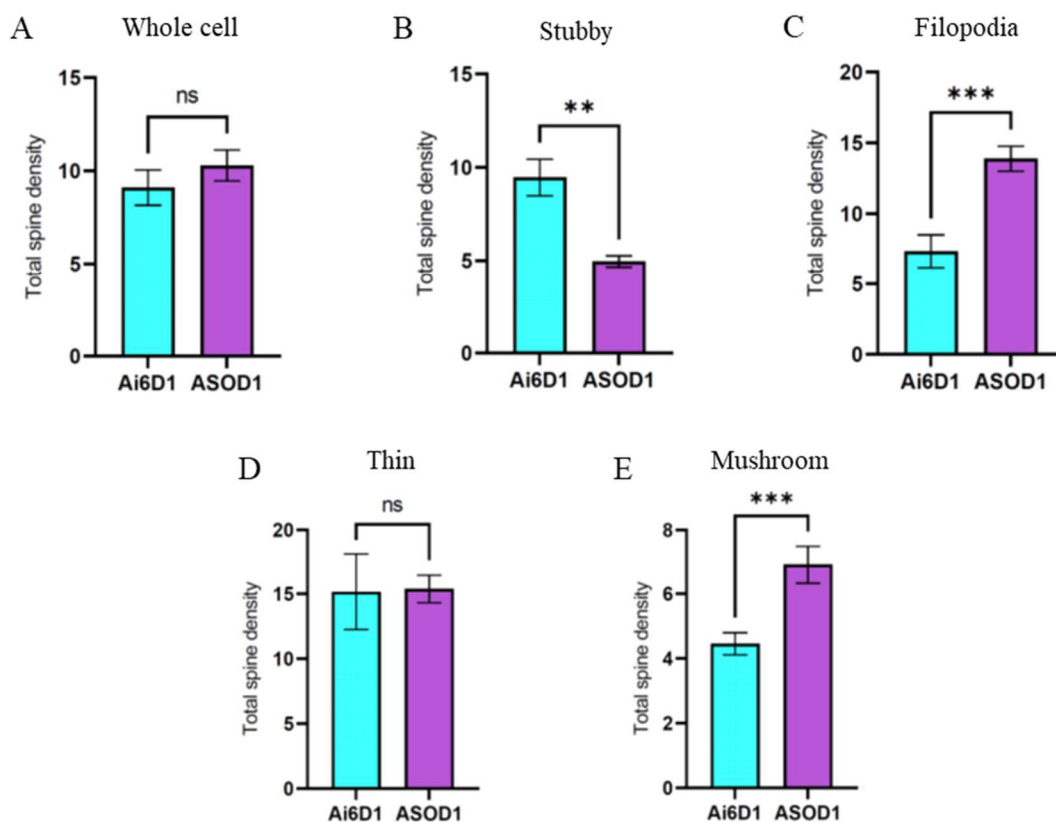 A
Whole cell
ns
Total spine density
15
10
5
0
Ai6D1 ASOD1
B
Stubby
**
Total spine density
15
10
5
0
Ai6D1 ASOD1
C
Filopodia
***
Total spine density
20
15
10
5
0
Ai6D1 ASOD1
D
Thin
ns
Total spine density
20
15
10
5
0
Ai6D1 ASOD1
E
Mushroom
***
Total spine density
8
6
4
2
0
Ai6D1 ASOD1